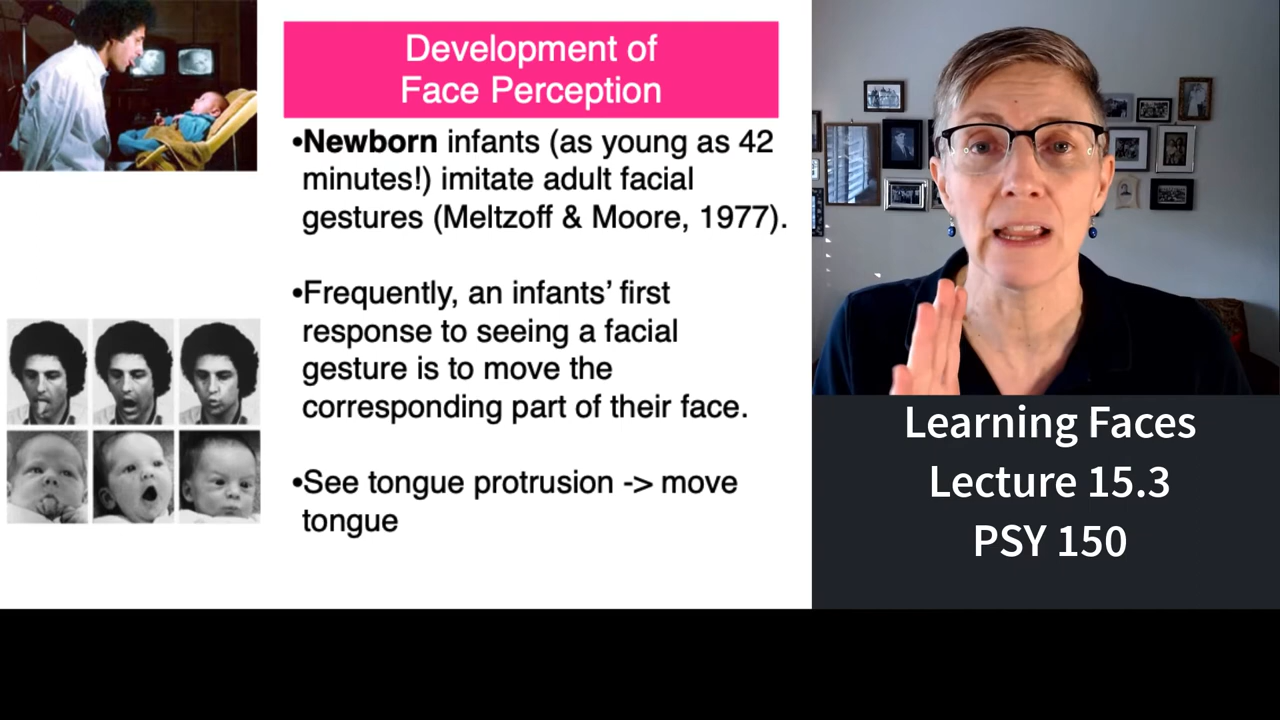 Development of
Face Perception
•Newborn infants (as young as 42
minutes!) imitate adult facial
gestures (Meltzoff & Moore, 1977).
•Frequently, an infants’ first
response to seeing a facial
gesture is to move the
corresponding part of their face.
•See tongue protrusion -> move
tongue
Learning Faces
Lecture 15.3
PSY 150